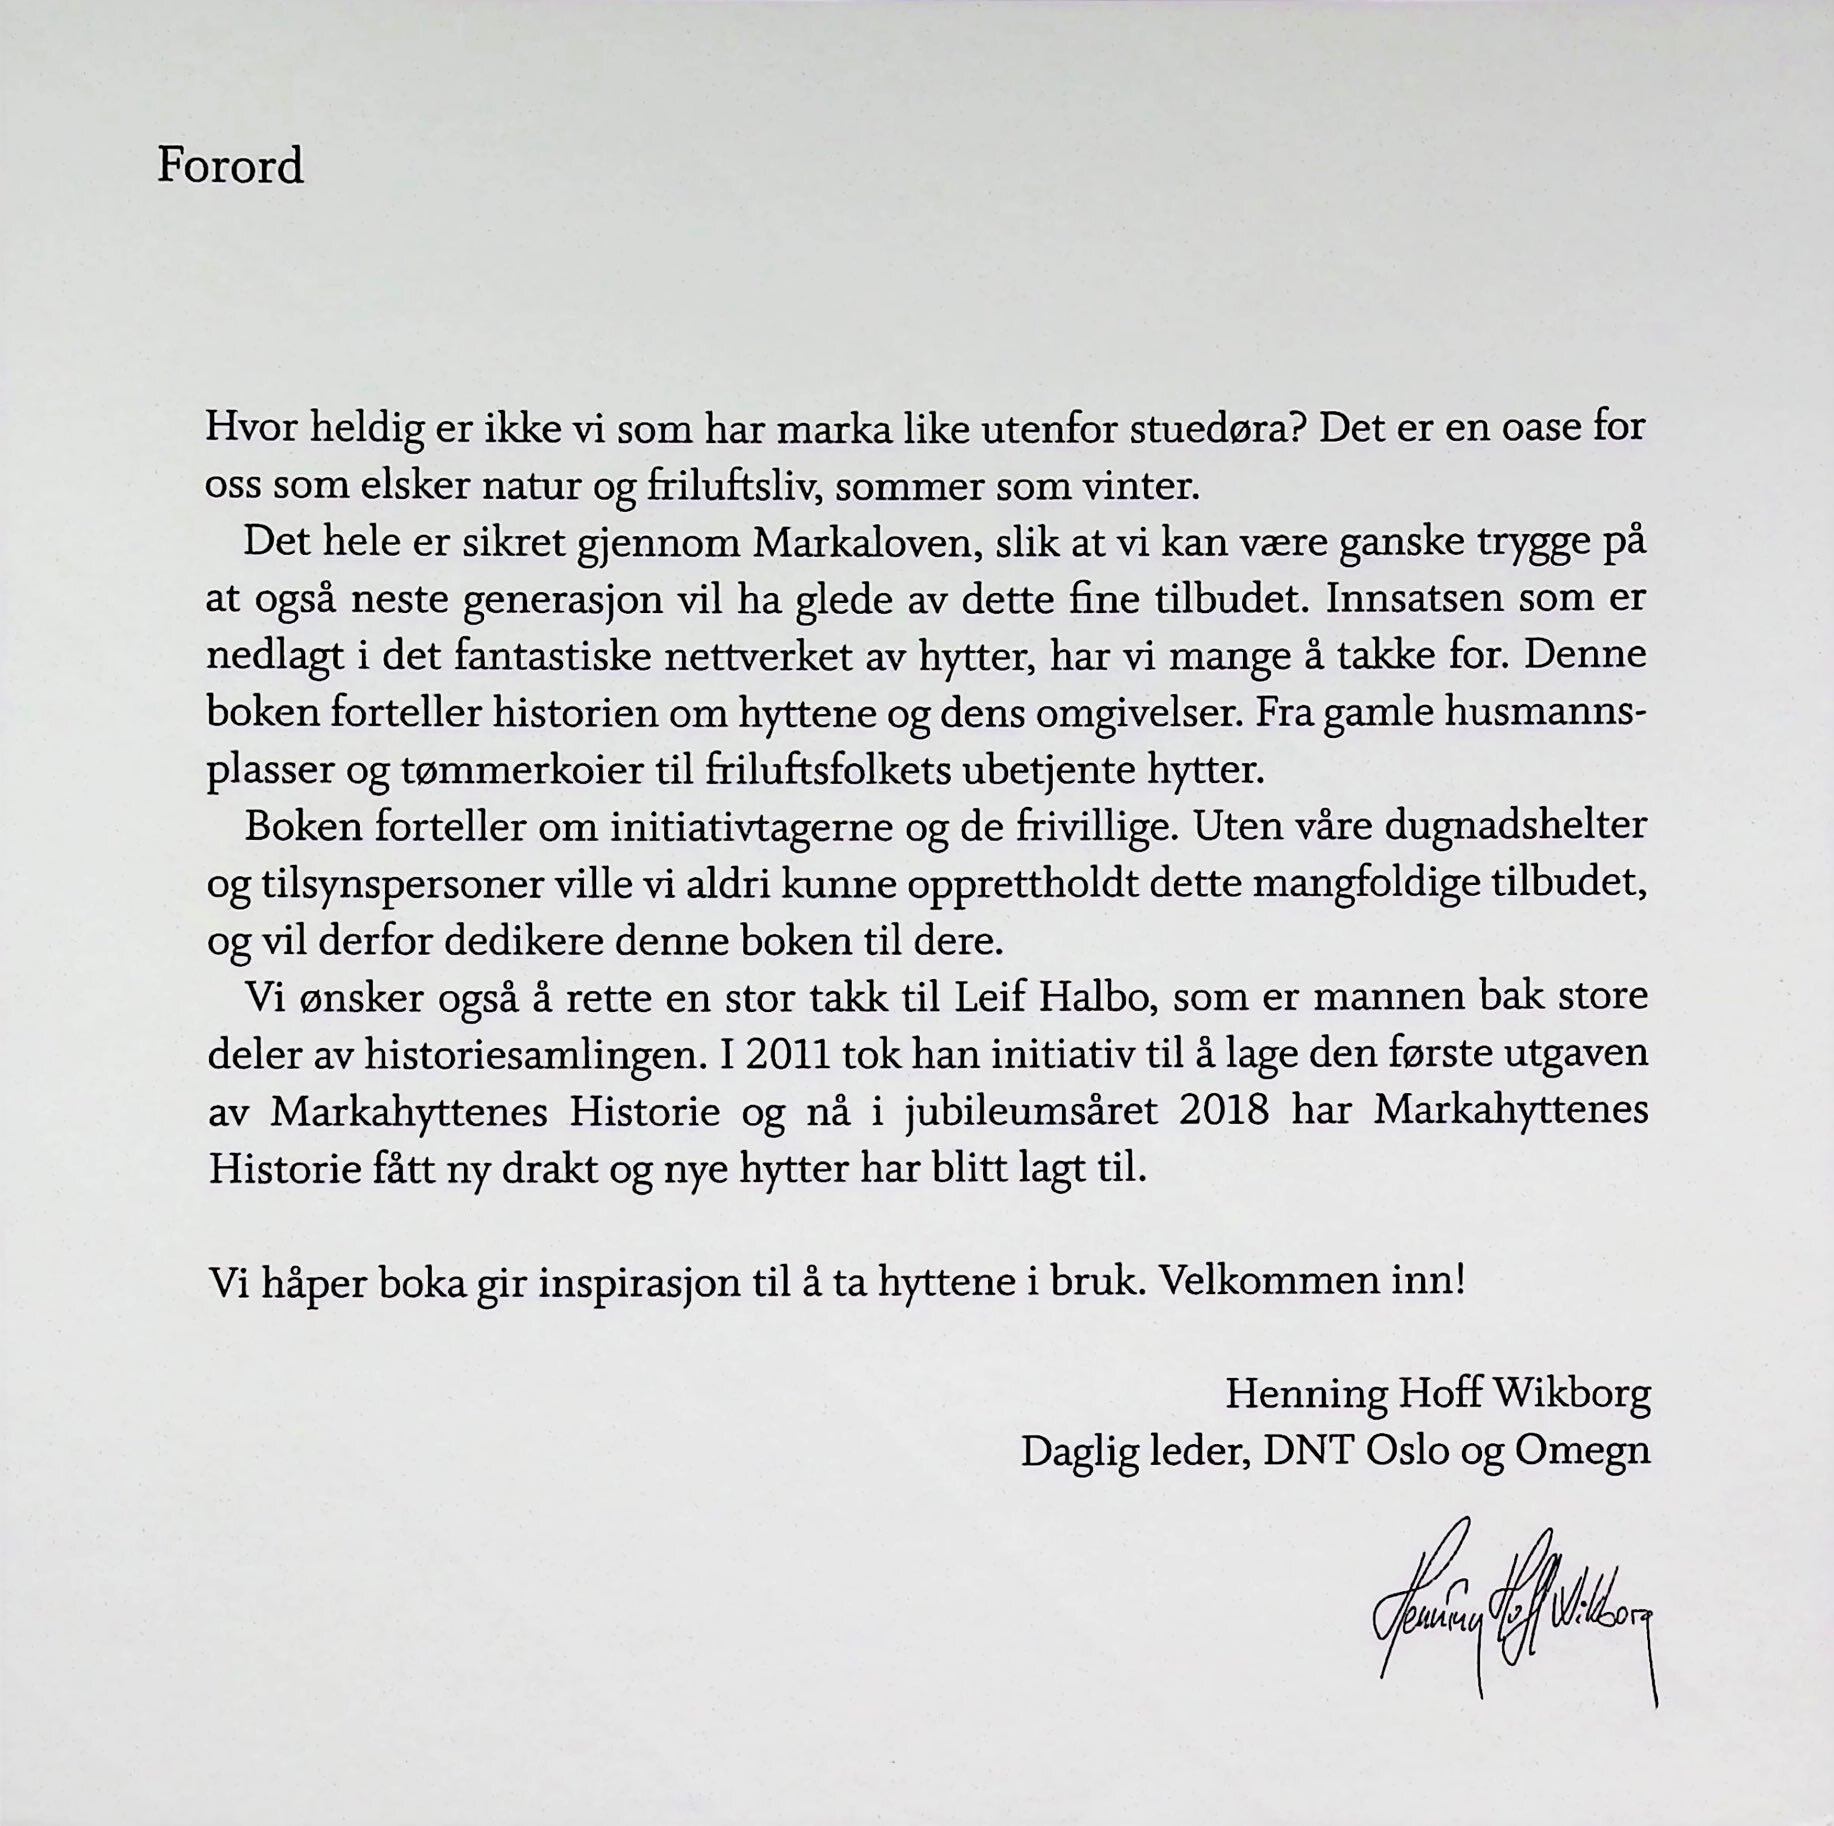 Forord
Hvor heldig er ikke vi som har marka like utenfor stuedøra? Det er en oase for
oss som elsker natur og friluftsliv, sommer som vinter.
Det hele er sikret gjennom Markaloven, slik at vi kan være ganske trygge på
at også neste generasjon vil ha glede av dette fine tilbudet. Innsatsen som er
nedlagt i det fantastiske nettverket av hytter, har vi mange å takke for. Denne
boken forteller historien om hyttene og dens omgivelser. Fra gamle husmanns-
plasser og tømmerkoier til friluftsfolkets ubetjente hytter.
Boken forteller om initiativtagerne og de frivillige. Uten våre dugnadshelter
og tilsynspersoner ville vi aldri kunne opprettholdt dette mangfoldige tilbudet,
og vil derfor dedikere denne boken til dere.
Vi ønsker også å rette en stor takk til Leif Halbo, som er mannen bak store
deler av historiesamlingen. I 2011 tok han initiativ til å lage den første utgaven
av Markahyttenes Historie og nå i jubileumsåret 2018 har Markahyttenes
Historie fått ny drakt og nye hytter har blitt lagt til.
Vi håper boka gir inspirasjon til å ta hyttene i bruk. Velkommen inn!
Henning Hoff Wikborg
Daglig leder, DNT Oslo og Omegn
Henning Hoff Wikborg